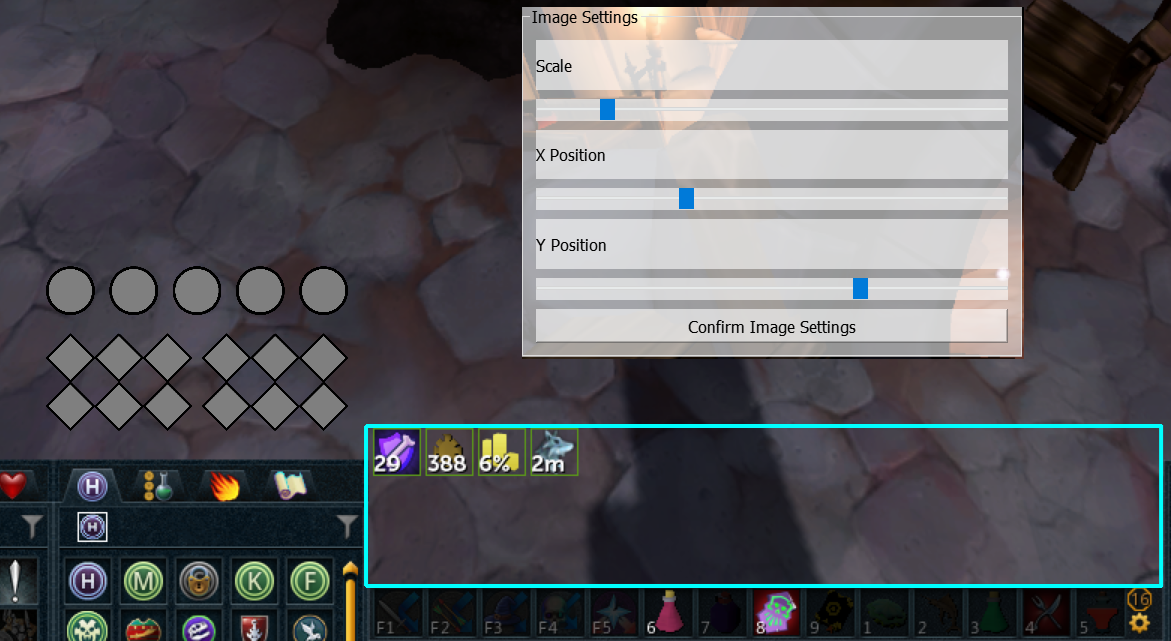 Image Settings
Scale
X Position
Y Position
Confirm Image Settings
29 388 6% 2m
H
H
H M K F
16
F1 F2 F3 F4 F5 6 7 8 9 1 2 3 4 5